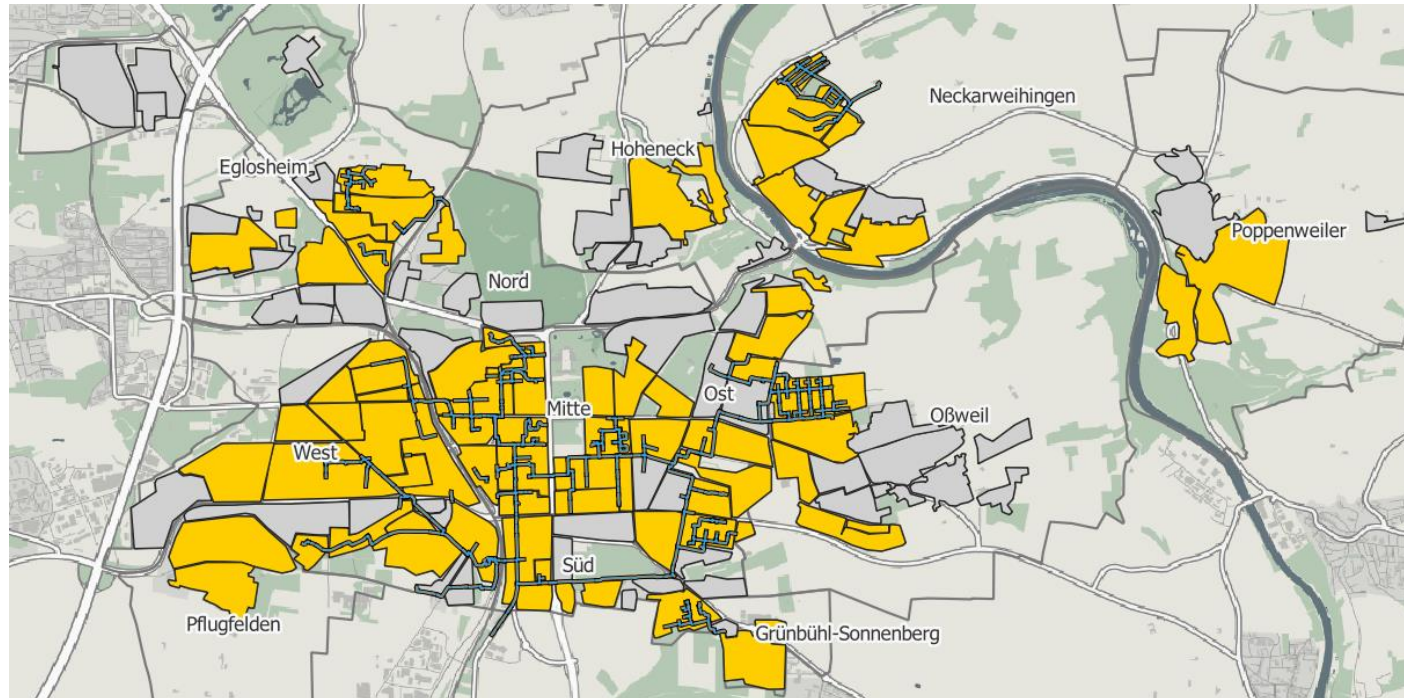 Neckarweihingen
Hoheneck
Eglosheim
Poppenweiler
Nord
Ost
Mitte
Oßweil
West
Süd
Pflugfelden
Grünbühl-Sonnenberg